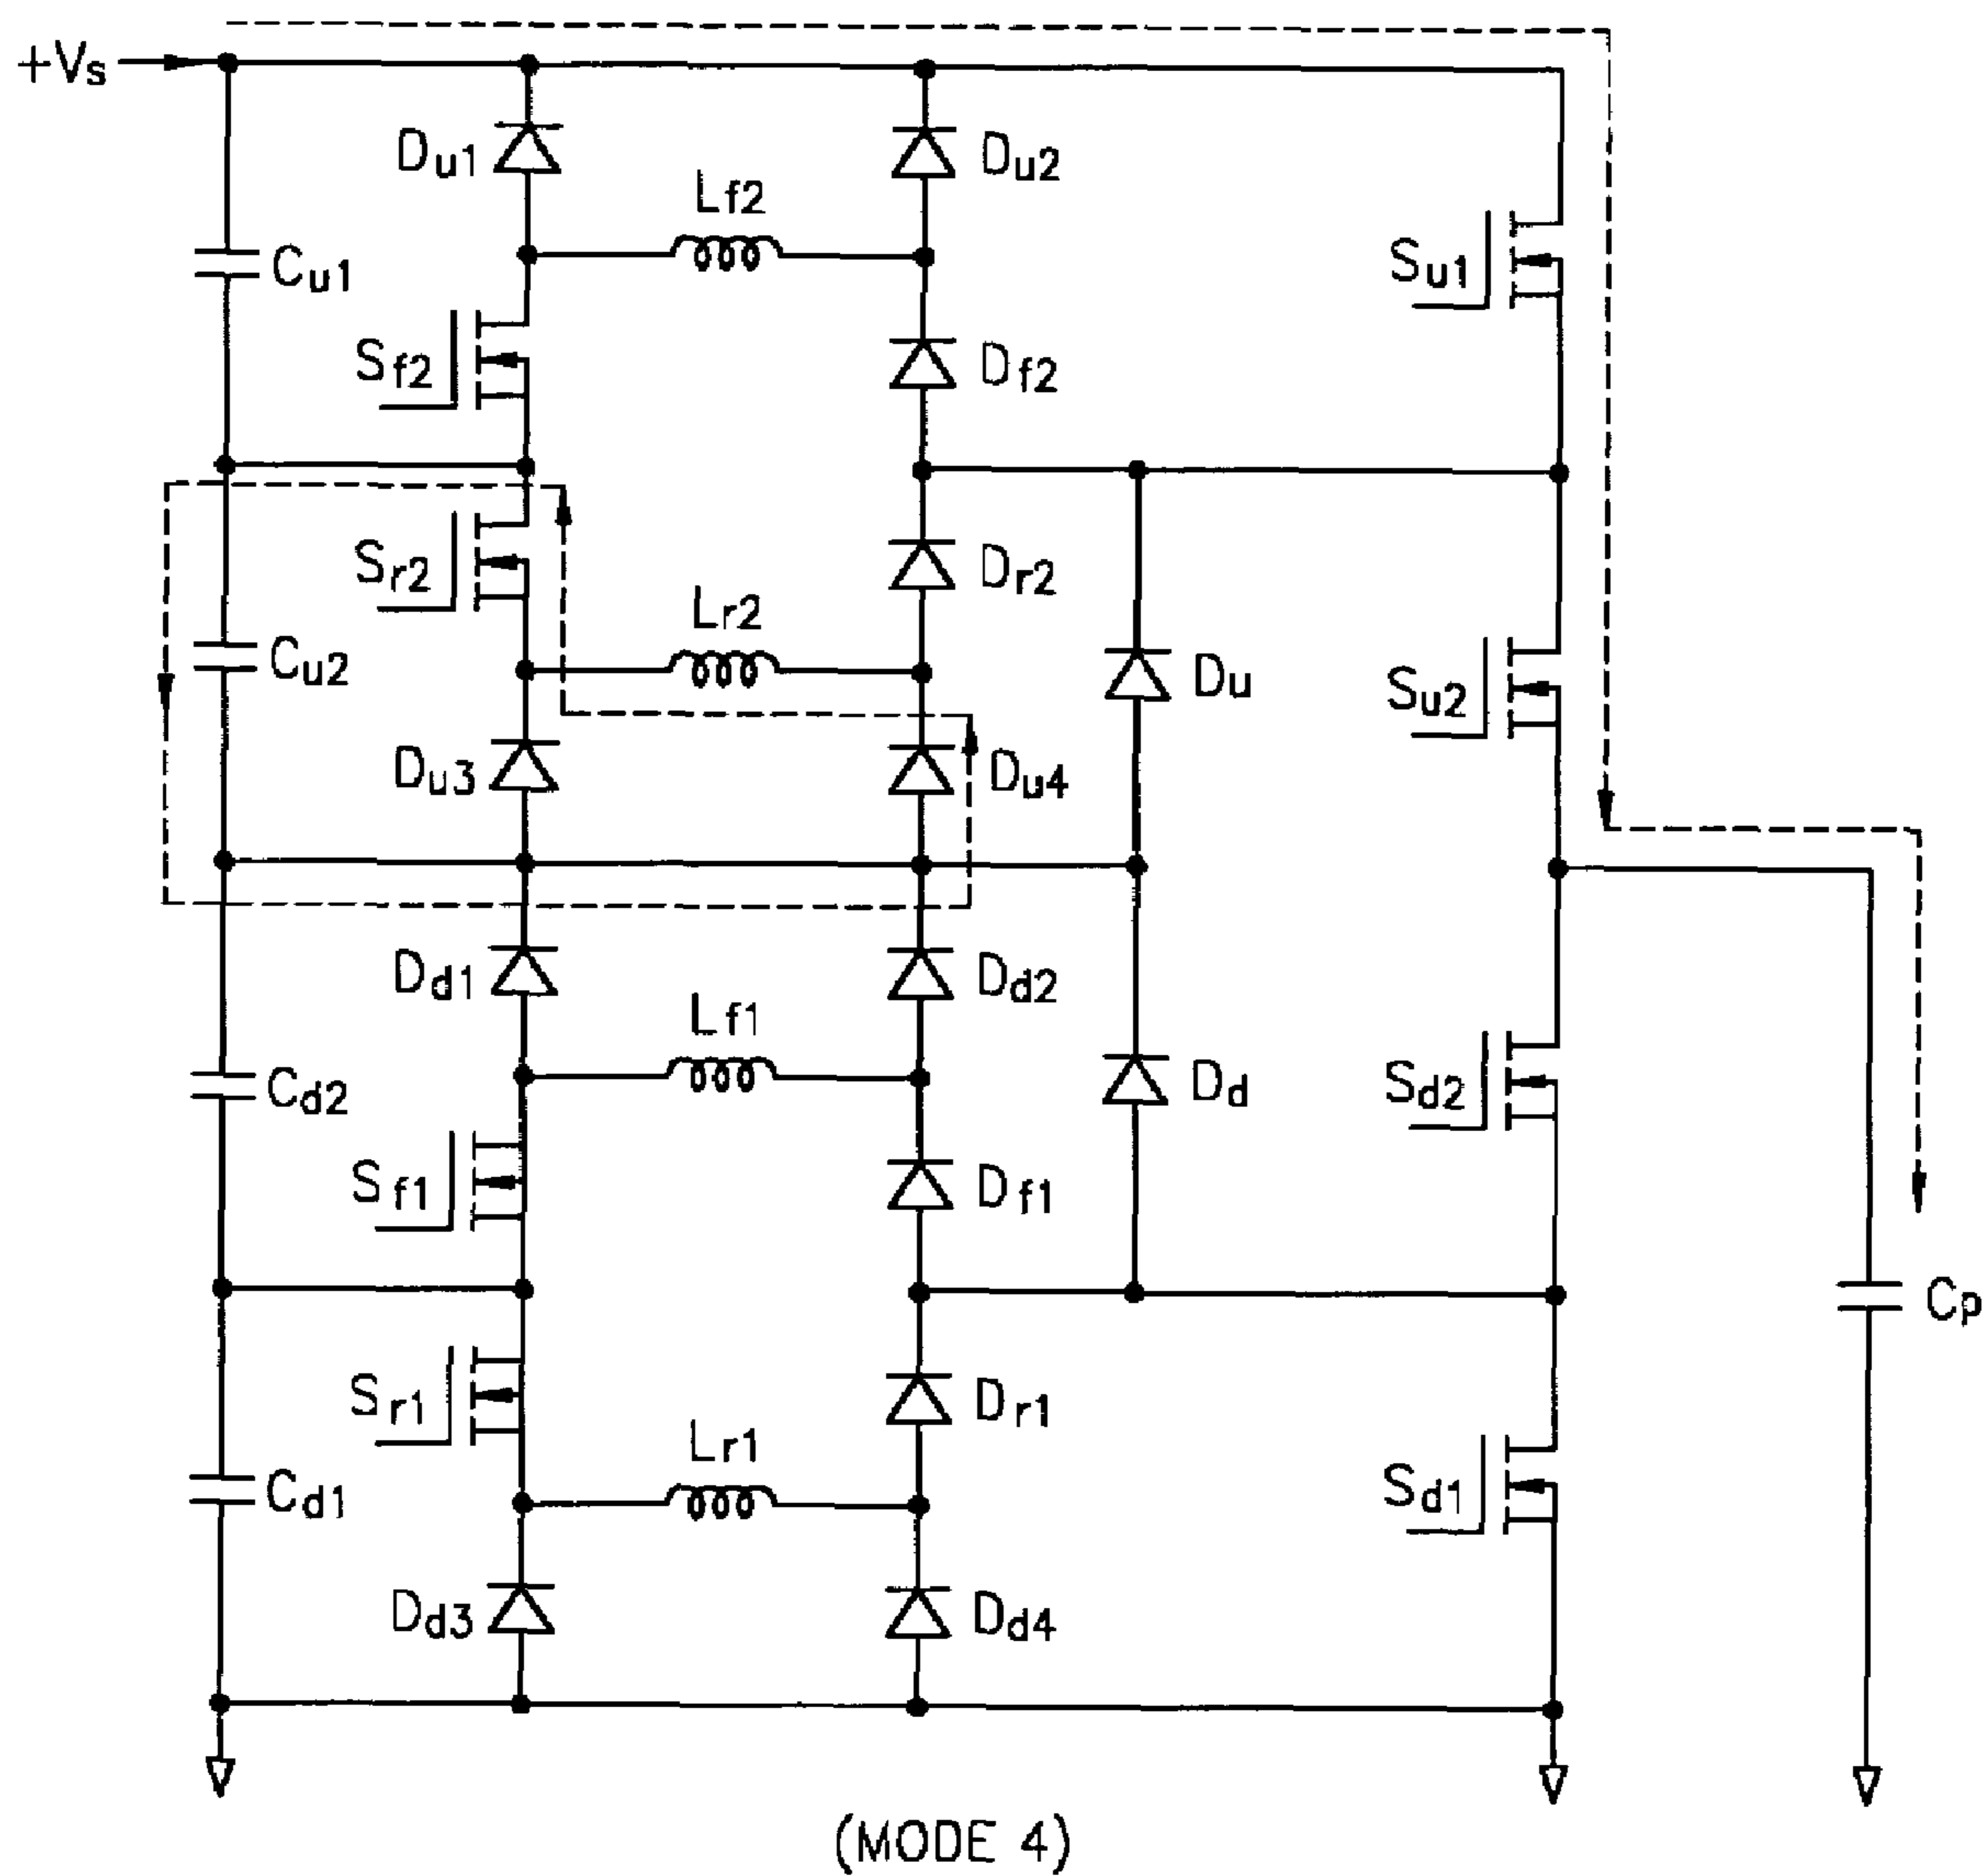 +Vs
Du1
Du2
Lf2
Cu1
Su1
Sf2
Df2
Sr2
Dr2
Lr2
Cu2
Du
Su2
Du3
Du4
Dd1
Dd2
Lf1
Cd2
Dd
Sd2
Sf1
Df1
Cp
Sr1
Dr1
Lr1
Cd1
Sd1
Dd3
Dd4
(MODE 4)